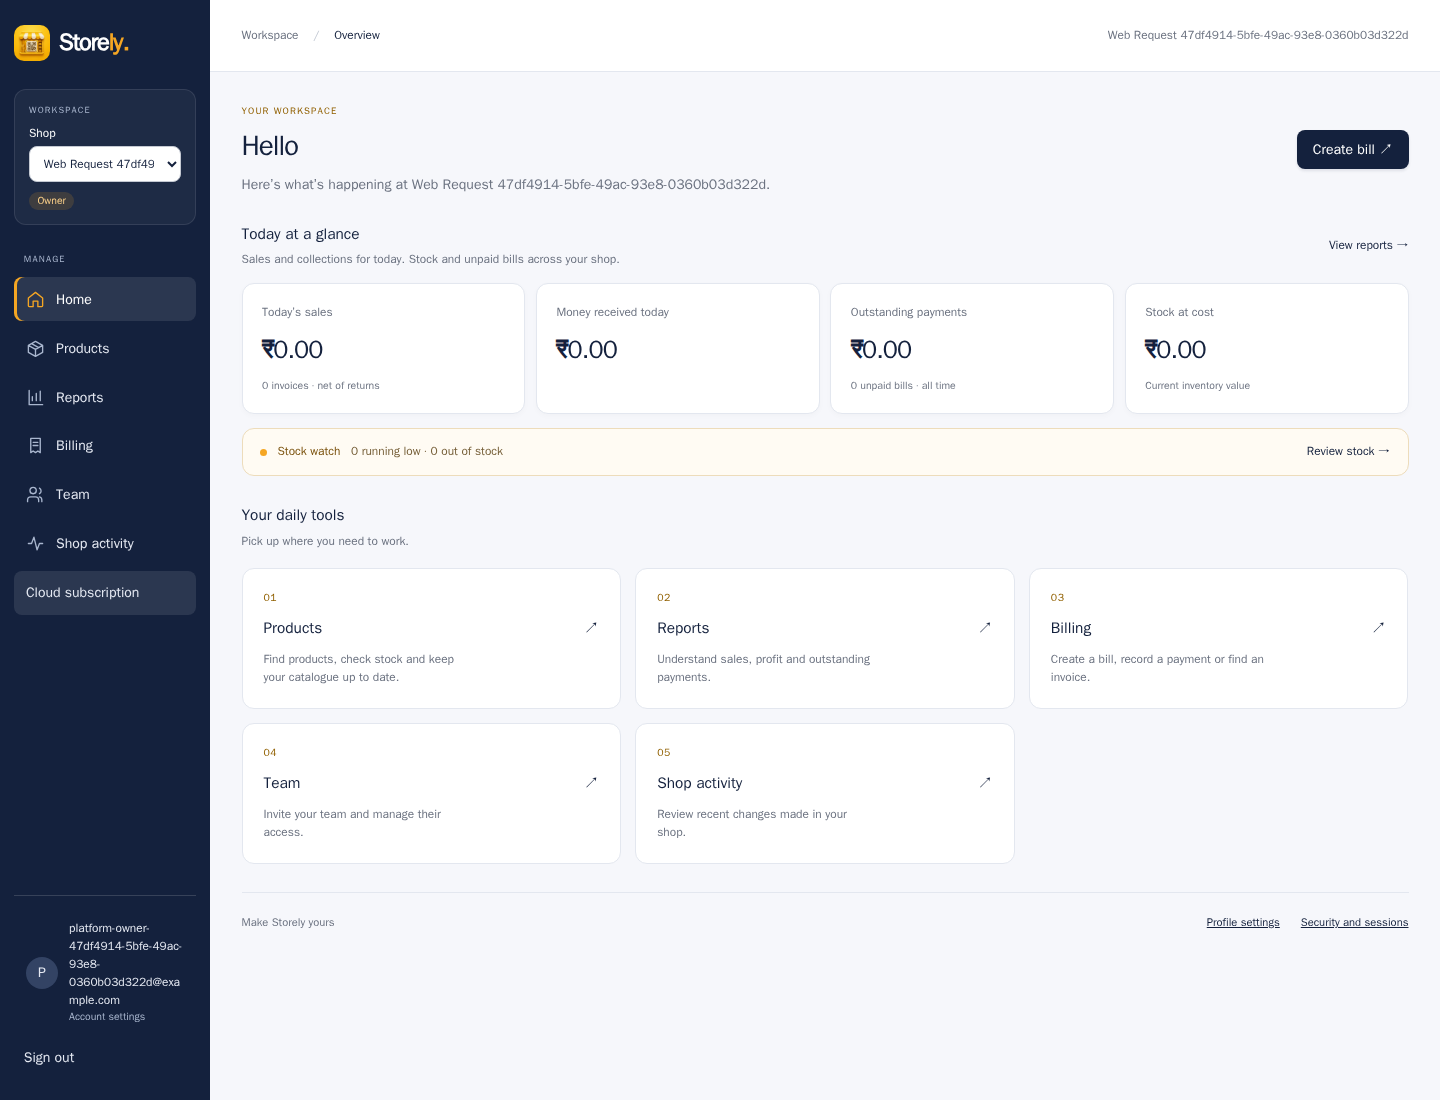 Storely.
WORKSPACE
Shop
Web Request 47df49
Owner
MANAGE
Home
Products
Reports
Billing
Team
Shop activity
Cloud subscription
P
platform-owner-
47df4914-5bfe-49ac-
93e8-
0360b03d322d@exa
mple.com
Account settings
Sign out
Workspace / Overview
Web Request 47df4914-5bfe-49ac-93e8-0360b03d322d
YOUR WORKSPACE
Hello
Here's what's happening at Web Request 47df4914-5bfe-49ac-93e8-0360b03d322d.
Create bill ↗
Today at a glance
Sales and collections for today. Stock and unpaid bills across your shop.
View reports →
Today's sales
₹0.00
0 invoices · net of returns
Money received today
₹0.00
Outstanding payments
₹0.00
0 unpaid bills · all time
Stock at cost
₹0.00
Current inventory value
Stock watch 0 running low · 0 out of stock
Review stock →
Your daily tools
Pick up where you need to work.
01
Products ↗
Find products, check stock and keep
your catalogue up to date.
02
Reports ↗
Understand sales, profit and outstanding
payments.
03
Billing ↗
Create a bill, record a payment or find an
invoice.
04
Team ↗
Invite your team and manage their
access.
05
Shop activity ↗
Review recent changes made in your
shop.
Make Storely yours
Profile settings
Security and sessions